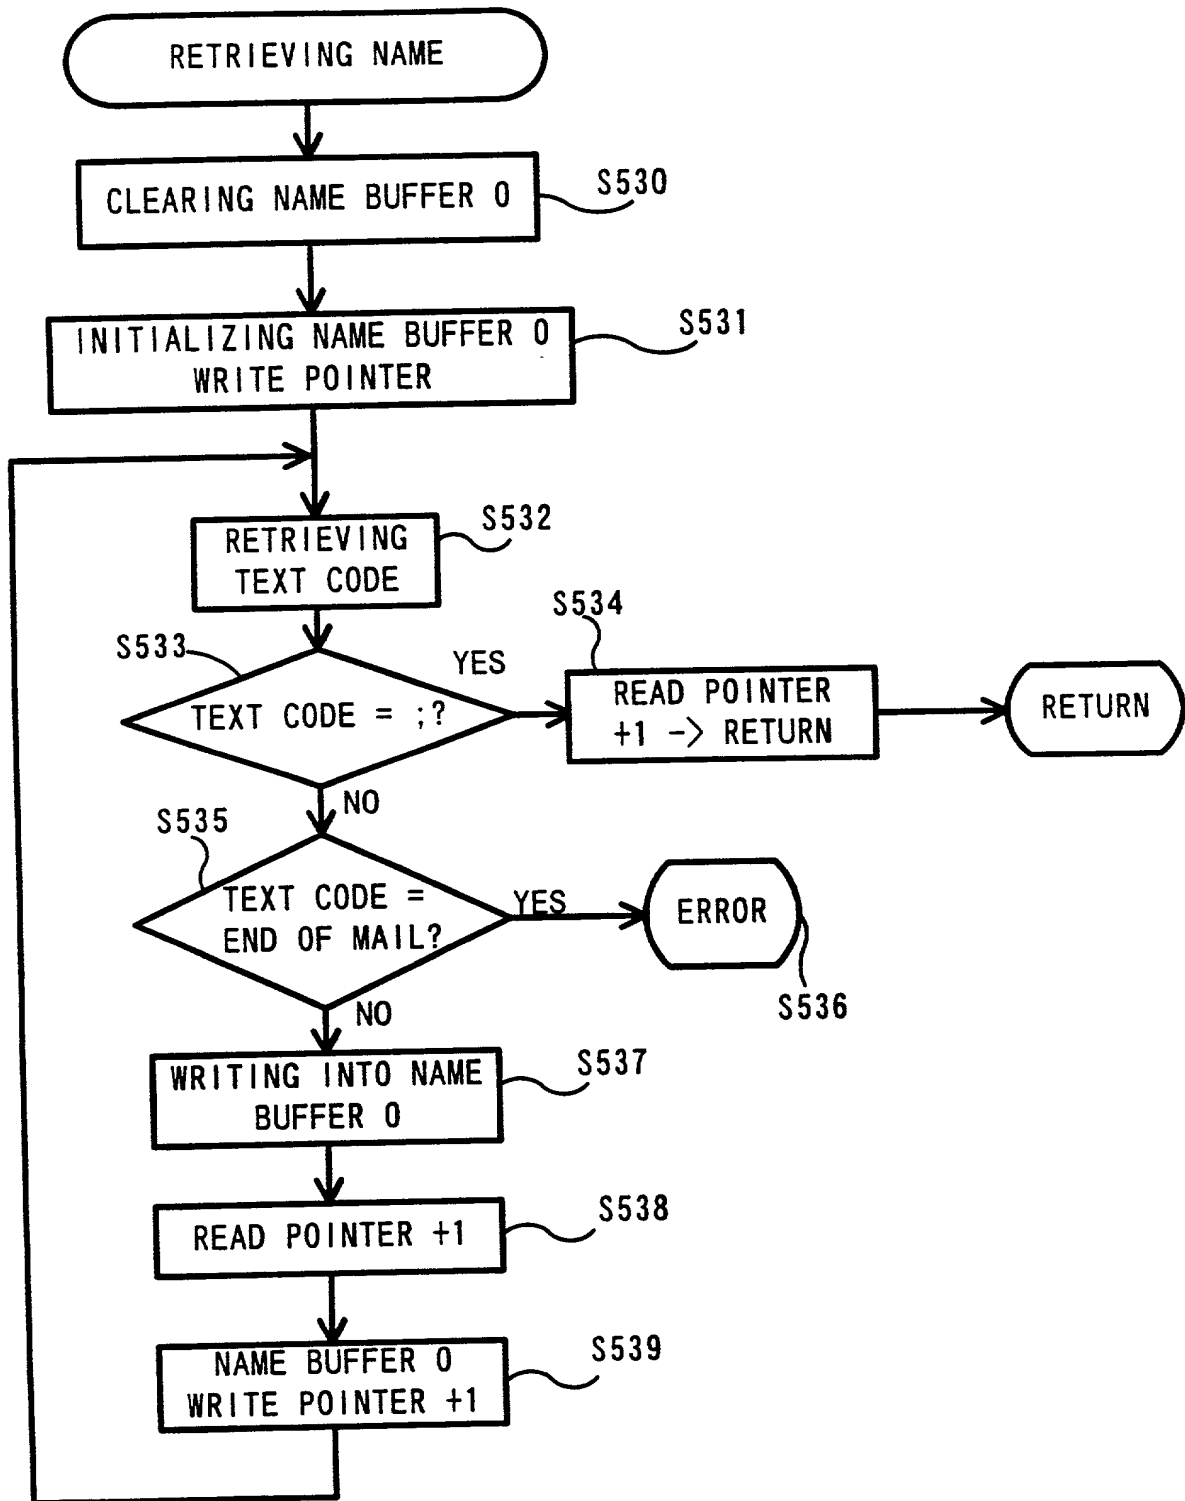 RETRIEVING NAME
CLEARING NAME BUFFER 0
S530
INITIALIZING NAME BUFFER 0
WRITE POINTER
S531
RETRIEVING
TEXT CODE
S532
S533
TEXT CODE = ;?
YES
S534
READ POINTER
+1 -> RETURN
RETURN
NO
S535
TEXT CODE =
END OF MAIL?
YES
ERROR
S536
NO
WRITING INTO NAME
BUFFER 0
S537
READ POINTER +1
S538
NAME BUFFER 0
WRITE POINTER +1
S539